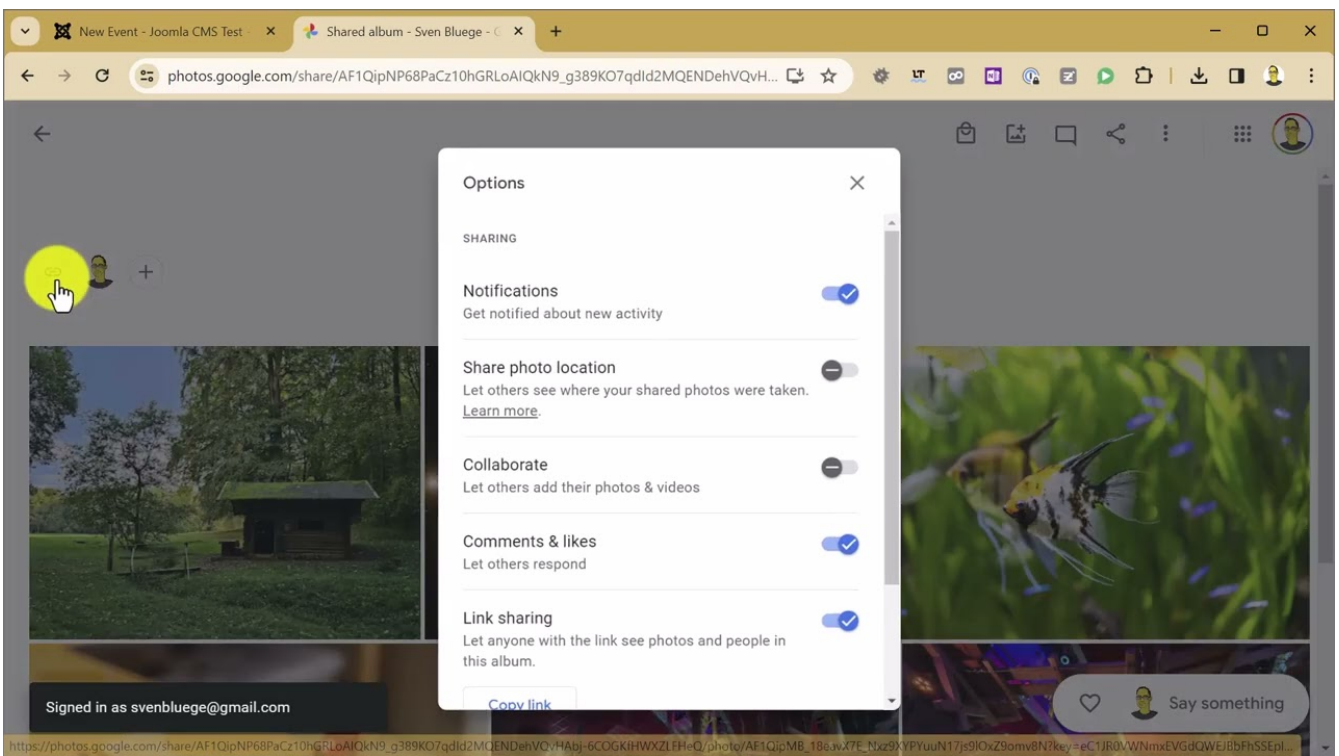 New Event - Joomla CMS Test -
Shared album - Sven Bluege - G
photos.google.com/share/AF1QipNP68PaCz10hGRLoAIQkN9_g389KO7qdId2MQENDehVQvH...
Options
SHARING
Notifications
Get notified about new activity
Share photo location
Let others see where your shared photos were taken.
Learn more.
Collaborate
Let others add their photos & videos
Comments & likes
Let others respond
Link sharing
Let anyone with the link see photos and people in
this album.
Copy link
Signed in as svenbluege@gmail.com
Say something